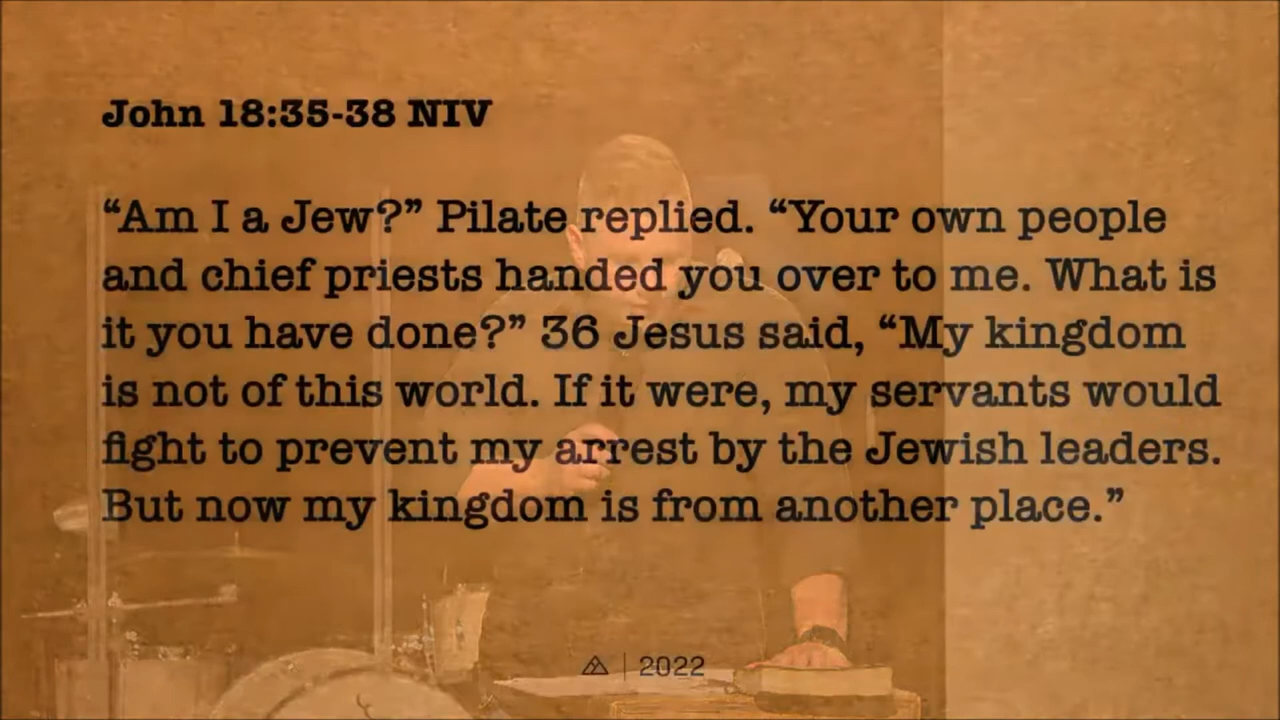 John 18:35-38 NIV
“Am I a Jew?” Pilate replied. “Your own people
and chief priests handed you over to me. What is
it you have done?” 36 Jesus said, “My kingdom
is not of this world. If it were, my servants would
fight to prevent my arrest by the Jewish leaders.
But now my kingdom is from another place.”
2022